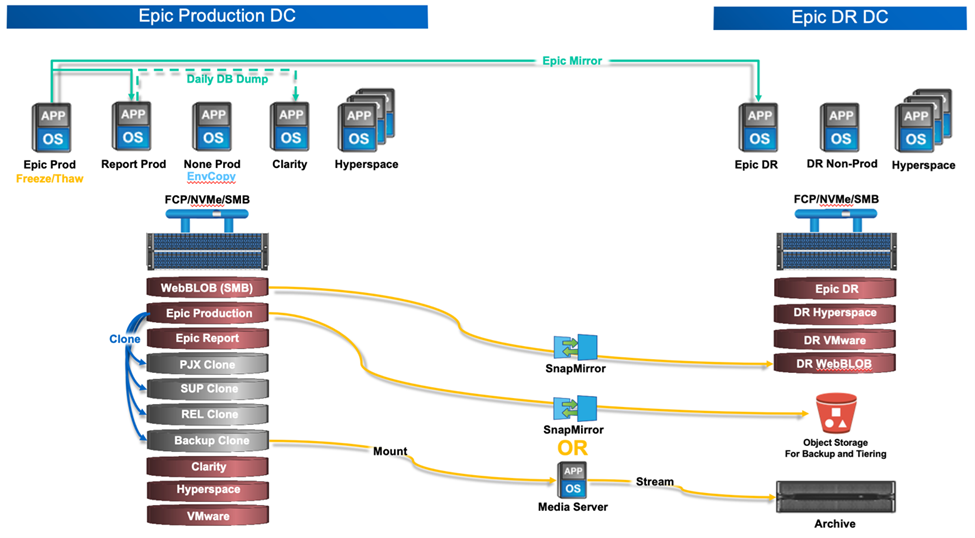 Epic Production DC
Epic DR DC
Epic Mirror
Daily DB Dump
APP
OS
APP
OS
APP
OS
APP
OS
APP
OS
APP
OS
APP
OS
APP
OS
Epic Prod
Report Prod
None Prod
Clarity
Hyperspace
Epic DR
DR Non-Prod
Hyperspace
Freeze/Thaw
EnvCopy
FCP/NVMe/SMB
FCP/NVMe/SMB
WebBLOB (SMB)
Epic Production
Clone
Epic Report
PJX Clone
SUP Clone
REL Clone
Backup Clone
Clarity
Hyperspace
VMware
Epic DR
DR Hyperspace
DR VMware
DR WebBLOB
SnapMirror
SnapMirror
OR
Mount
APP
OS
Media Server
Stream
Object Storage
For Backup and Tiering
Archive